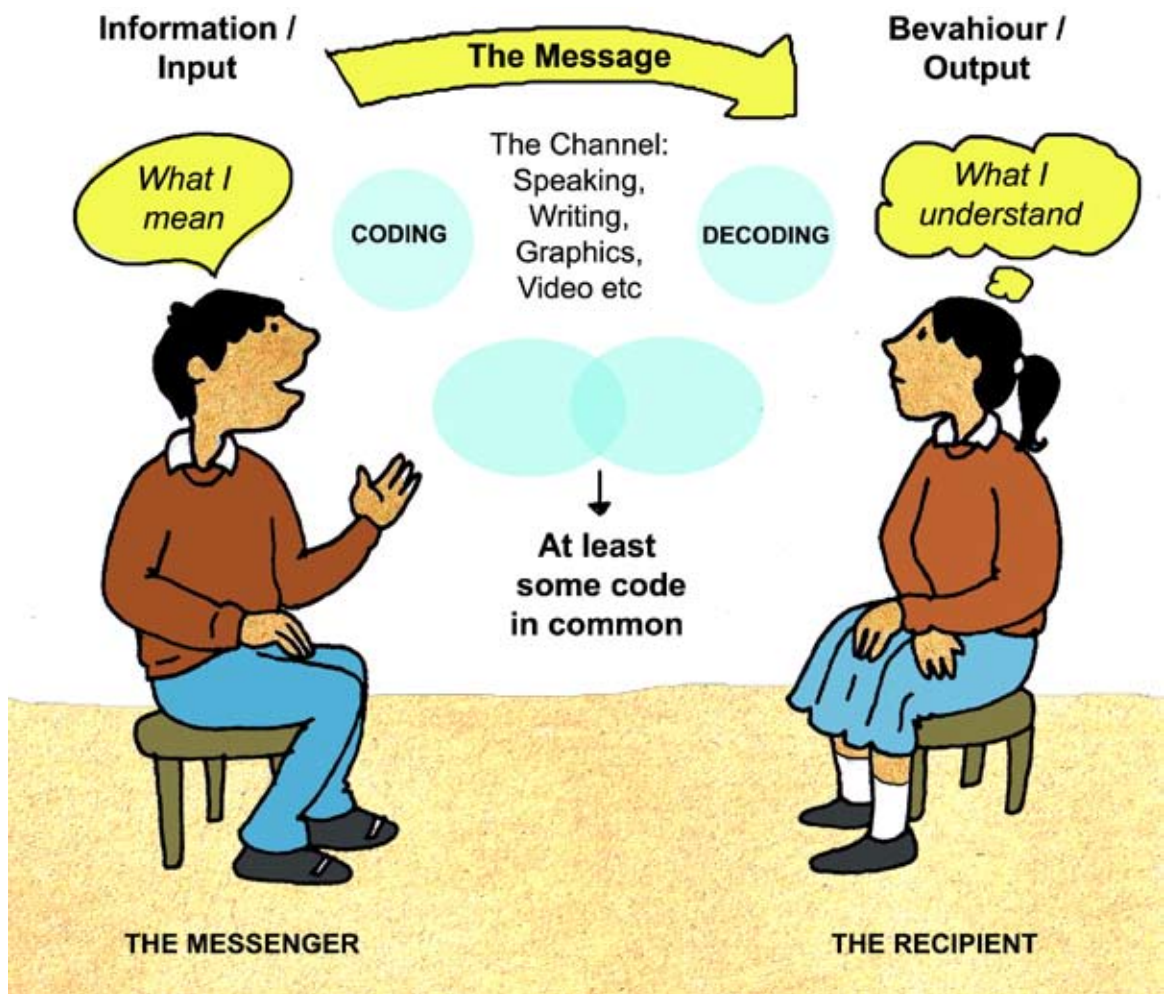 Information /
Input
The Message
Bevahiour /
Output
What I
mean
CODING
The Channel:
Speaking,
Writing,
Graphics,
Video etc
DECODING
What I
understand
At least
some code
in common
THE MESSENGER
THE RECIPIENT